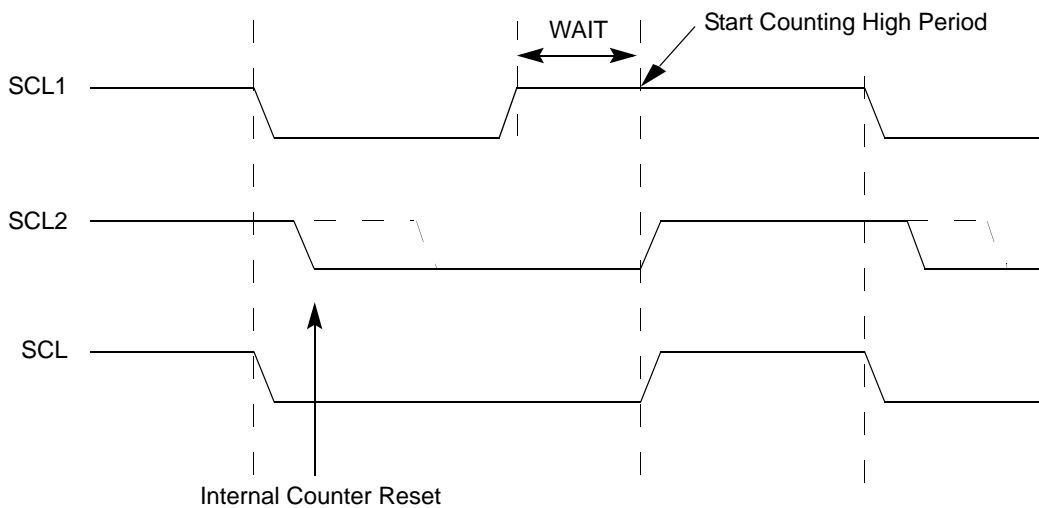 Start Counting High Period
WAIT
SCL1
SCL2
SCL
Internal Counter Reset